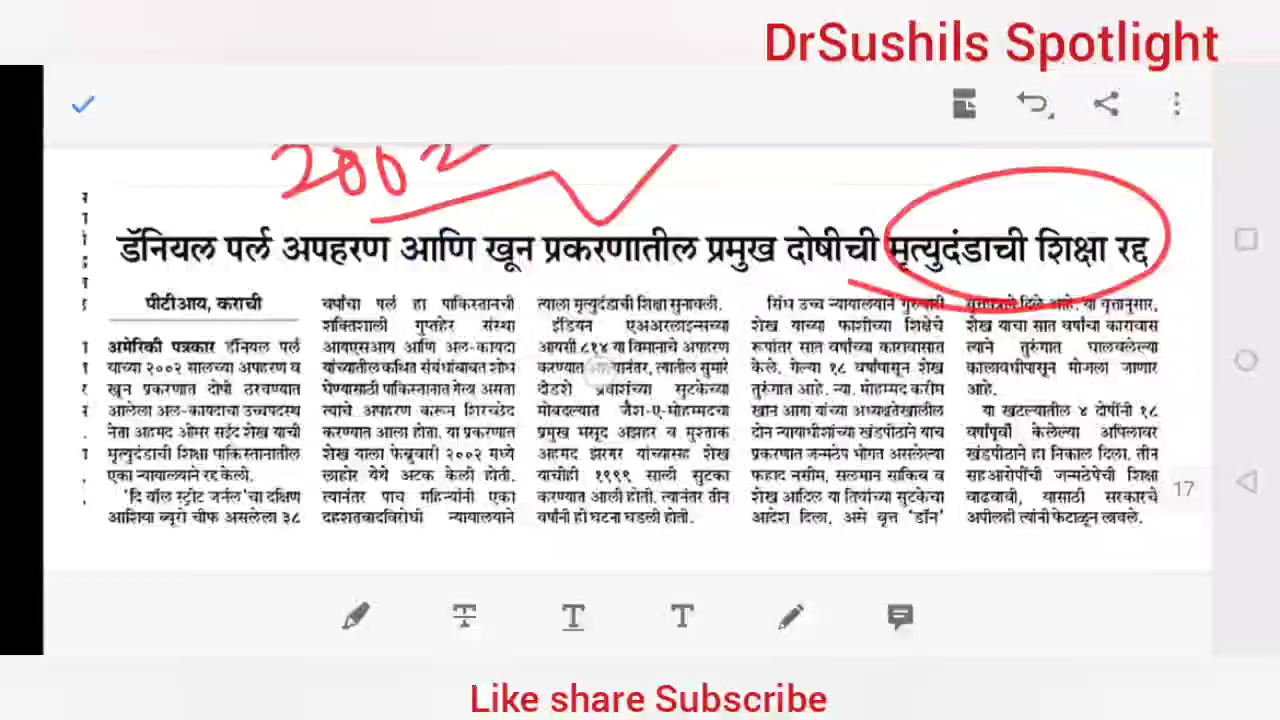 DrSushils Spotlight
2002
डॅनियल पर्ल अपहरण आणि खून प्रकरणातील प्रमुख दोषीची मृत्युदंडाची शिक्षा रद्द
पीटीआय, कराची
अमेरिकी पत्रकार डॅनियल पर्ल
याच्या २००२ सालच्या अपहरण व
खून प्रकरणात दोषी ठरवण्यात
आलेला अल-कायदाचा उच्चपदस्थ
नेता अहमद ओमर सईद शेख याची
मृत्युदंडाची शिक्षा पाकिस्तानातील
एका न्यायालयाने रद्द केली.
'दि वॉल स्ट्रीट जर्नल'चा दक्षिण
आशिया ब्यूरो चीफ असलेला ३८
वर्षांचा पर्ल हा पाकिस्तानची
शक्तिशाली गुप्तहेर संस्था
आयएसआय आणि अल-कायदा
यांच्यातील कथित संबंधांबाबत शोध
घेण्यासाठी पाकिस्तानात गेला असता
त्याचे अपहरण करून शिरच्छेद
करण्यात आला होता. या प्रकरणात
शेख याला फेब्रुवारी २००२ मध्ये
लाहोर येथे अटक केली होती.
त्यानंतर पाच महिन्यांनी एका
दहशतवादविरोधी न्यायालयाने
त्याला मृत्युदंडाची शिक्षा सुनावली.
इंडियन एअरलाइन्सच्या
आयसी ८१४ या विमानाचे अपहरण
करण्यात आल्यानंतर, त्यातील सुमारे
दीडशे प्रवाशांच्या सुटकेच्या
मोबदल्यात जैश-ए-मोहम्मदचा
प्रमुख मसूद अझहर व मुश्ताक
अहमद झरगर यांच्यासह शेख
याचीही १९९९ साली सुटका
करण्यात आली होती. त्यानंतर तीन
वर्षांनी ही घटना घडली होती.
सिंध उच्च न्यायालयाने गुरुवारी
शेख याच्या फाशीच्या शिक्षेचे
रूपांतर सात वर्षांच्या कारावासात
केले. गेल्या १८ वर्षांपासून शेख
तुरुंगात आहे. न्या. मोहम्मद करीम
खान आगा यांच्या अध्यक्षतेखालील
दोन न्यायाधीशांच्या खंडपीठाने याच
प्रकरणात जन्मठेप भोगत असलेल्या
फहाद नसीम, सलमान साकिब व
शेख आदिल या तिघांच्या सुटकेचा
आदेश दिला, असे वृत्त 'डॉन'
वृत्तपत्राने दिले आहे. या वृत्तानुसार,
शेख याचा सात वर्षांचा कारावास
त्याने तुरुंगात घालवलेल्या
कालावधीपासून मोजला जाणार
आहे.
या खटल्यातील ४ दोषींनी १८
वर्षांपूर्वी केलेल्या अपिलावर
खंडपीठाने हा निकाल दिला. तीन
सहआरोपींची जन्मठेपेची शिक्षा
वाढवावी, यासाठी सरकारचे
अपीलही त्यांनी फेटाळून लावले.
17
Like share Subscribe